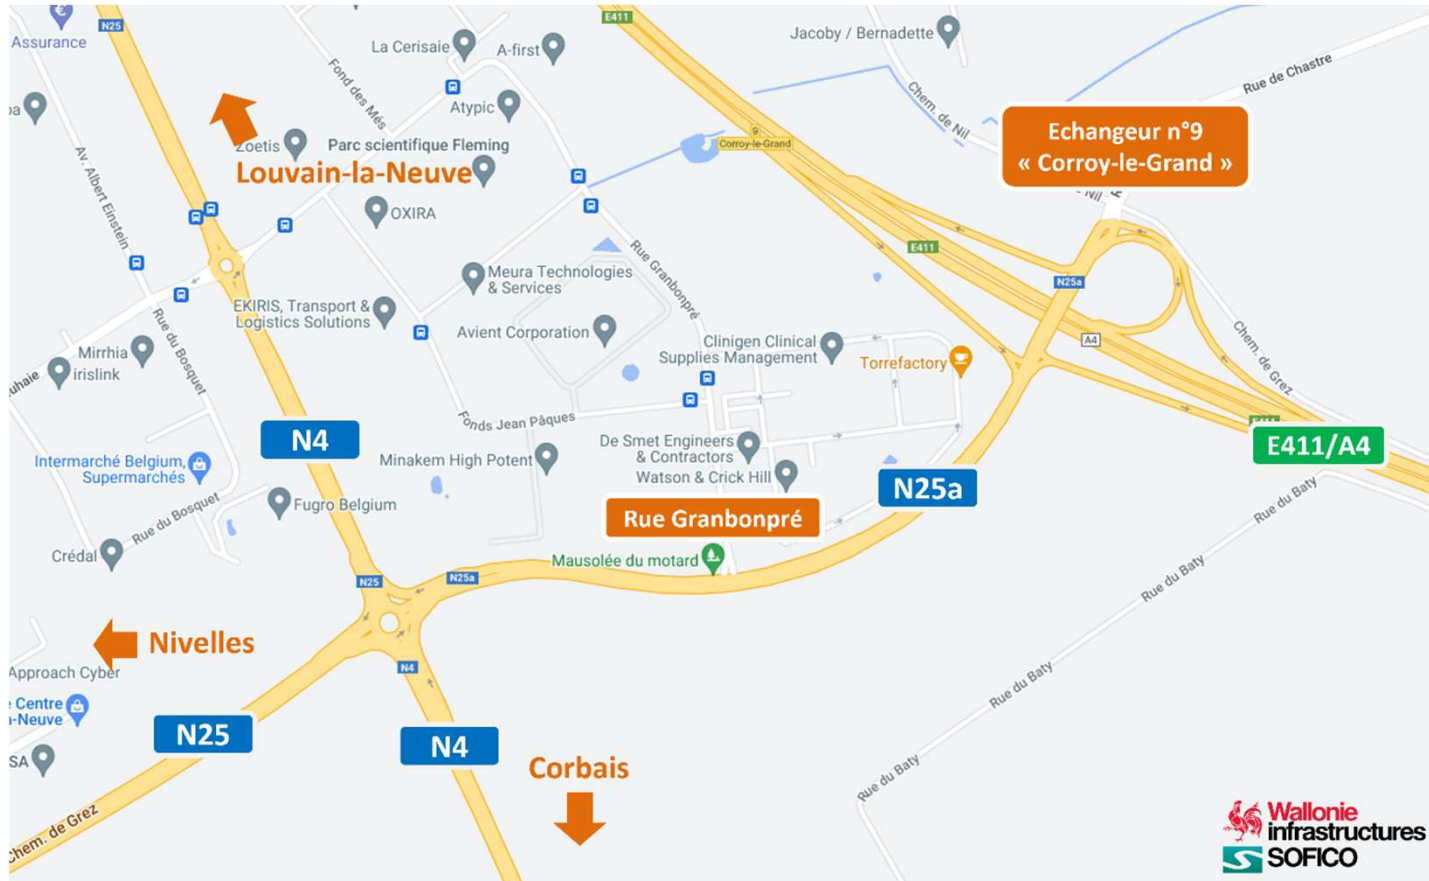 N25
E411
Assurance
La Cerisaie
A-first
Jacoby / Bernadette
Rue de Chastre
Fond des Més
Atypic
Chem. de Nil
9
Corroy-le-Grand
Echangeur n°9
« Corroy-le-Grand »
Zoetis
Parc scientifique Fleming
Louvain-la-Neuve
Av. Albert Einstein
OXIRA
E411
N25a
Rue Granbonpré
Meura Technologies
& Services
EKIRIS, Transport &
Logistics Solutions
Avient Corporation
Clinigen Clinical
Supplies Management
A4
Chem. de Grez
Torrefactory
Rue du Bosquet
Mirrhia
irislink
uhaie
N4
Fonds Jean Pâques
De Smet Engineers
& Contractors
E411/A4
Intermarché Belgium,
Supermarchés
Minakem High Potent
Watson & Crick Hill
N25a
Rue du Baty
Fugro Belgium
Rue Granbonpré
Rue du Bosquet
Crédal
Mausolée du motard
N25
N25a
Rue du Baty
Nivelles
N4
Approach Cyber
Rue du Baty
e Centre
a-Neuve
N25
N4
SA
Corbais
Rue du Baty
Chem. de Grez
Wallonie
infrastructures
SOFICO